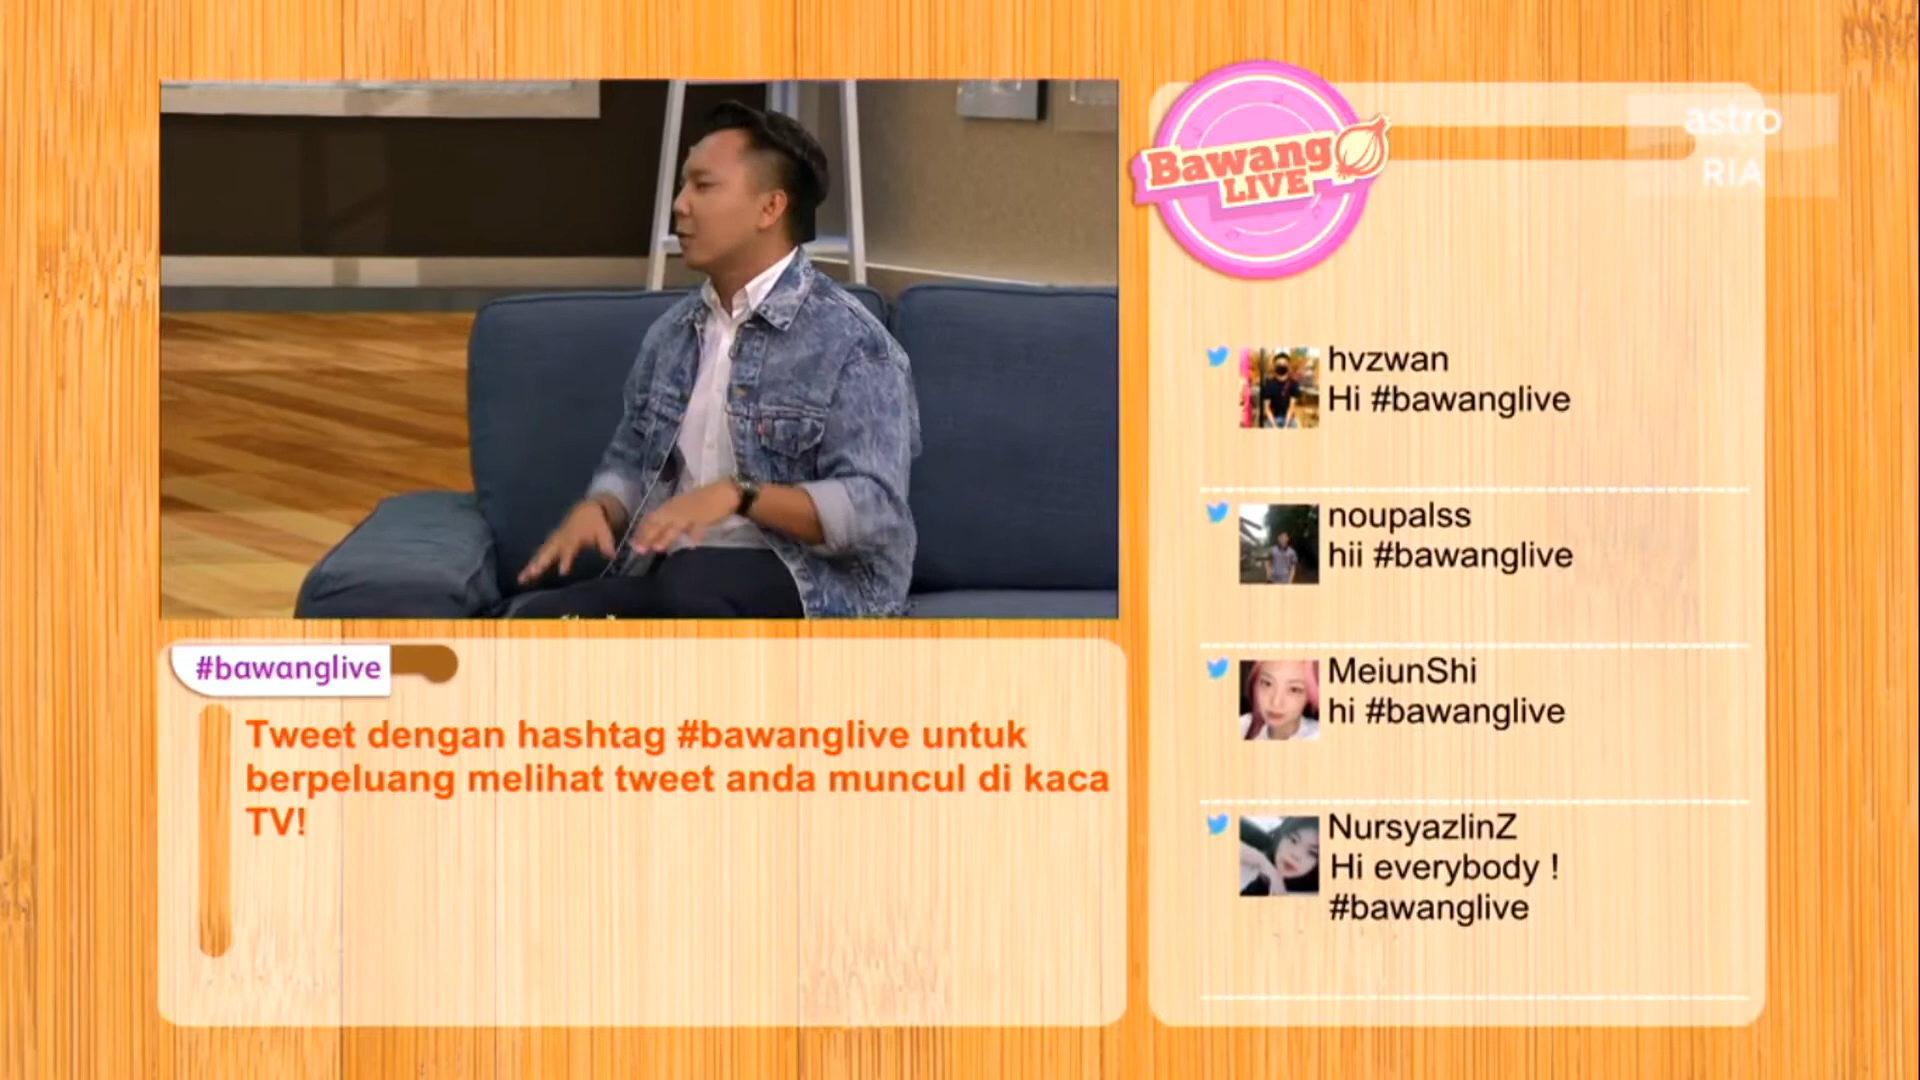 Bawang
LIVE
astro
RIA
hvzwan
Hi #bawanglive
noupalss
hii #bawanglive
MeiunShi
hi #bawanglive
NursyazlinZ
Hi everybody !
#bawanglive
#bawanglive
Tweet dengan hashtag #bawanglive untuk
berpeluang melihat tweet anda muncul di kaca
TV!